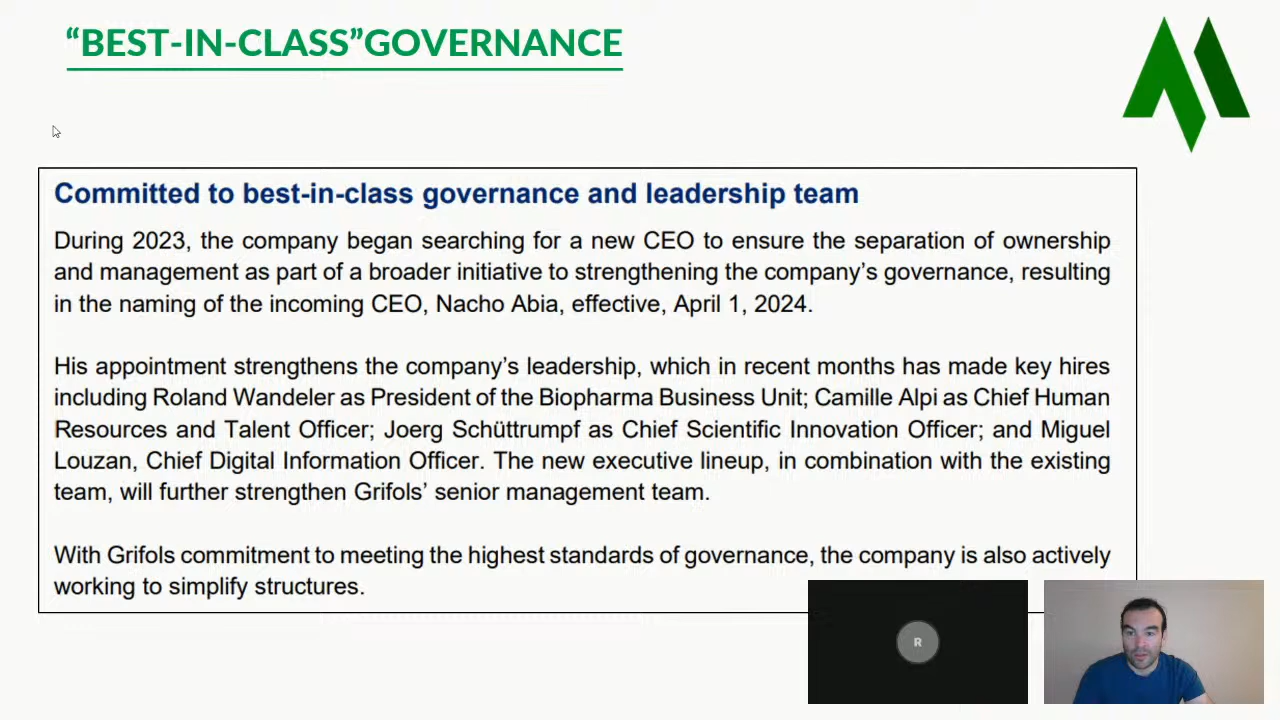 “BEST-IN-CLASS”GOVERNANCE
Committed to best-in-class governance and leadership team
During 2023, the company began searching for a new CEO to ensure the separation of ownership
and management as part of a broader initiative to strengthening the company’s governance, resulting
in the naming of the incoming CEO, Nacho Abia, effective, April 1, 2024.
His appointment strengthens the company’s leadership, which in recent months has made key hires
including Roland Wandeler as President of the Biopharma Business Unit; Camille Alpi as Chief Human
Resources and Talent Officer; Joerg Schüttrumpf as Chief Scientific Innovation Officer; and Miguel
Louzan, Chief Digital Information Officer. The new executive lineup, in combination with the existing
team, will further strengthen Grifols’ senior management team.
With Grifols commitment to meeting the highest standards of governance, the company is also actively
working to simplify structures.
R